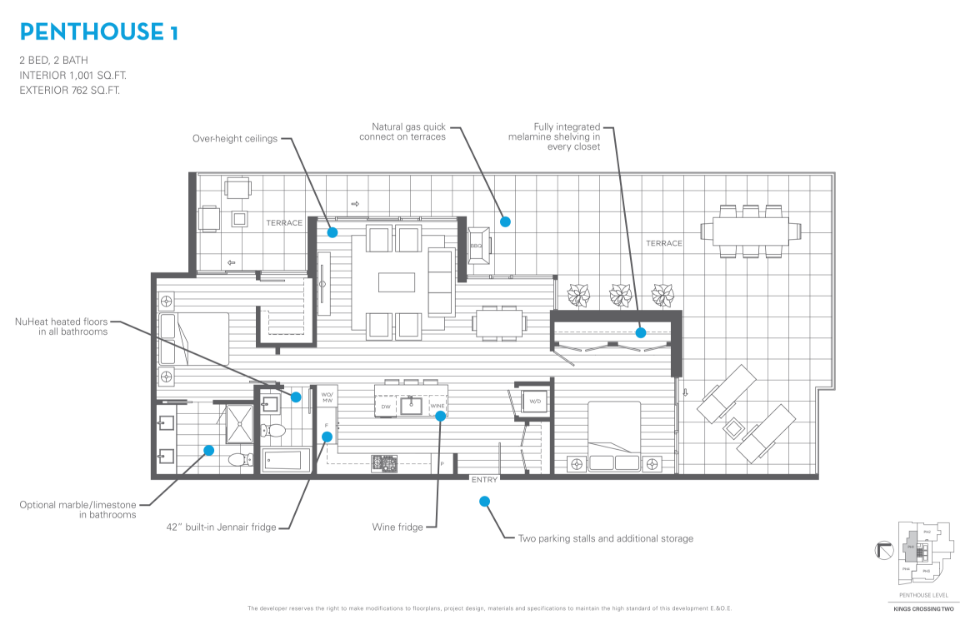 PENTHOUSE 1
2 BED, 2 BATH
INTERIOR 1,001 SQ.FT.
EXTERIOR 762 SQ.FT.
Over-height ceilings
Natural gas quick
connect on terraces
Fully integrated
melamine shelving in
every closet
TERRACE
BBQ
TERRACE
NuHeat heated floors
in all bathrooms
WO/
MW
DW
WINE
W/D
F
P
ENTRY
Optional marble/limestone
in bathrooms
42” built-in Jennair fridge
Wine fridge
Two parking stalls and additional storage
PENTHOUSE LEVEL
KINGS CROSSING TWO
The developer reserves the right to make modifications to floorplans, project design, materials and specifications to maintain the high standard of this development E.&O.E.